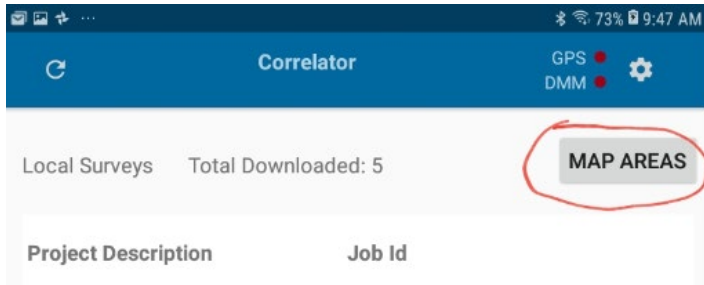 73% 9:47 AM
Correlator
GPS
DMM
Local Surveys Total Downloaded: 5
MAP AREAS
Project Description Job Id